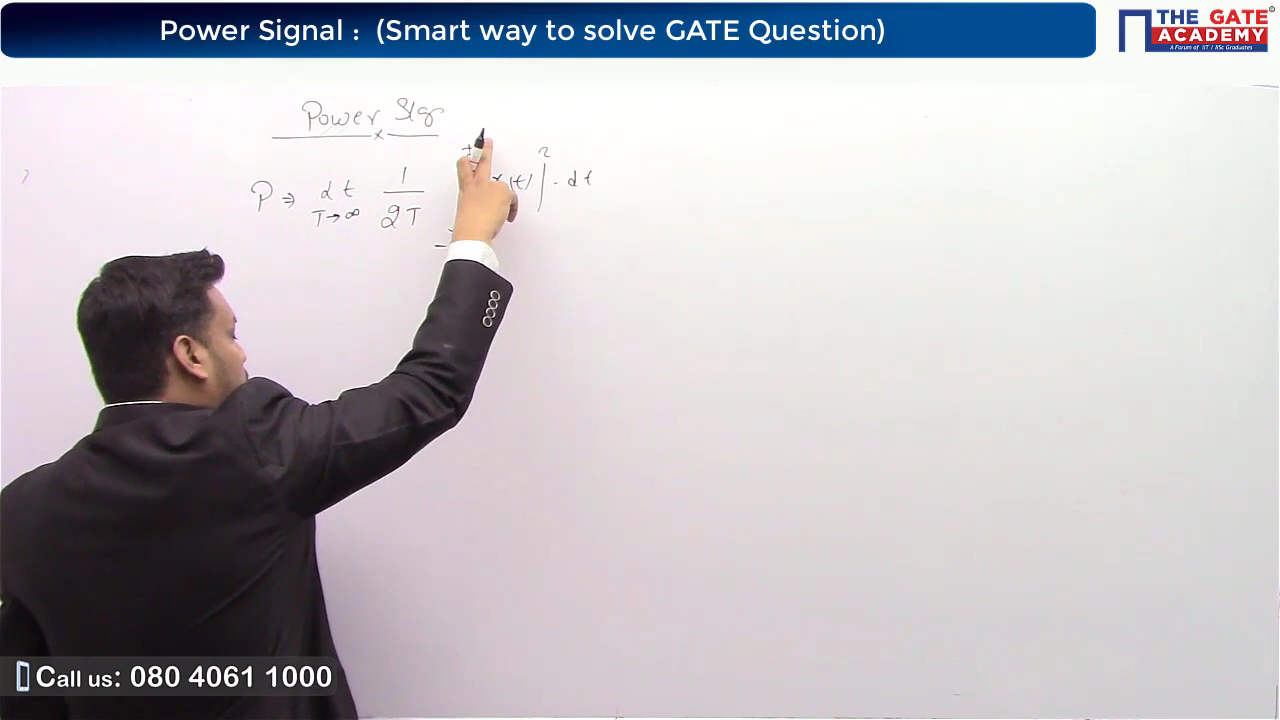 Power Signal : (Smart way to solve GATE Question)
THE GATE ACADEMY
A Forum of IIT / IISc Graduates
Power Sig
P ⇒ Lt T→∞ 1/2T |x(t)|² . dt
Call us: 080 4061 1000